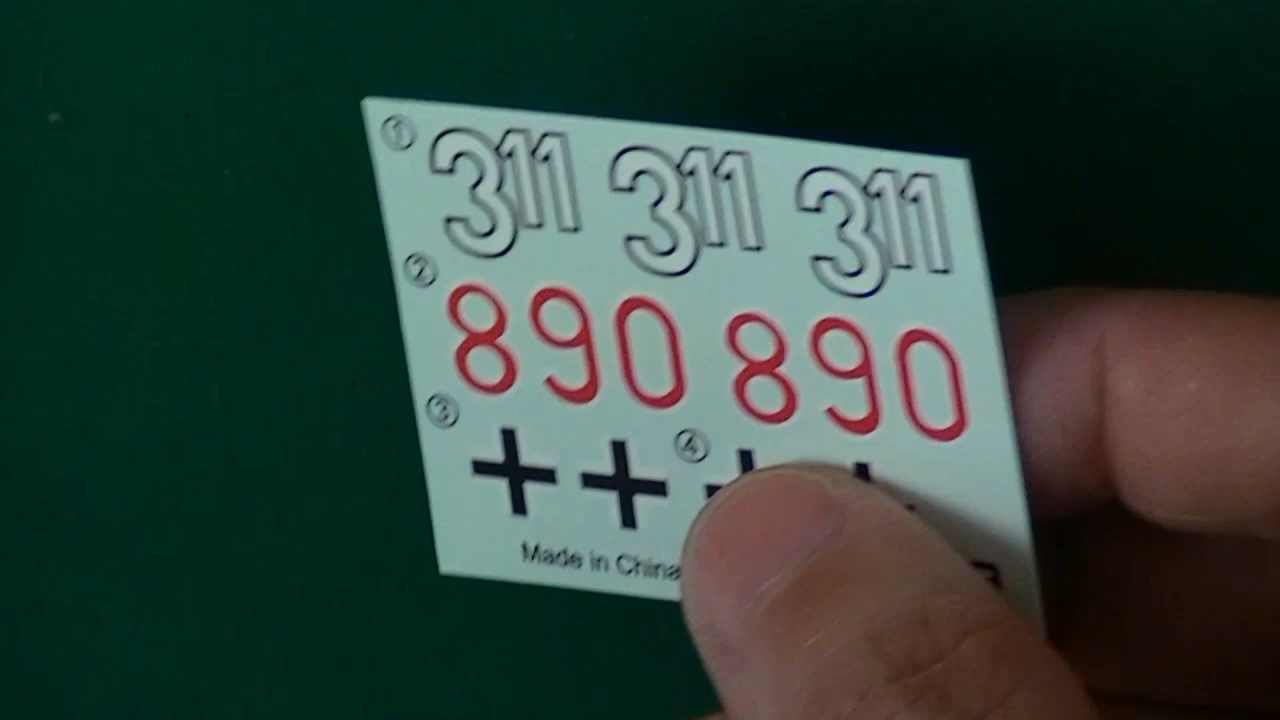 ① 311 311 311
② 890 890
③ ④
Made in China